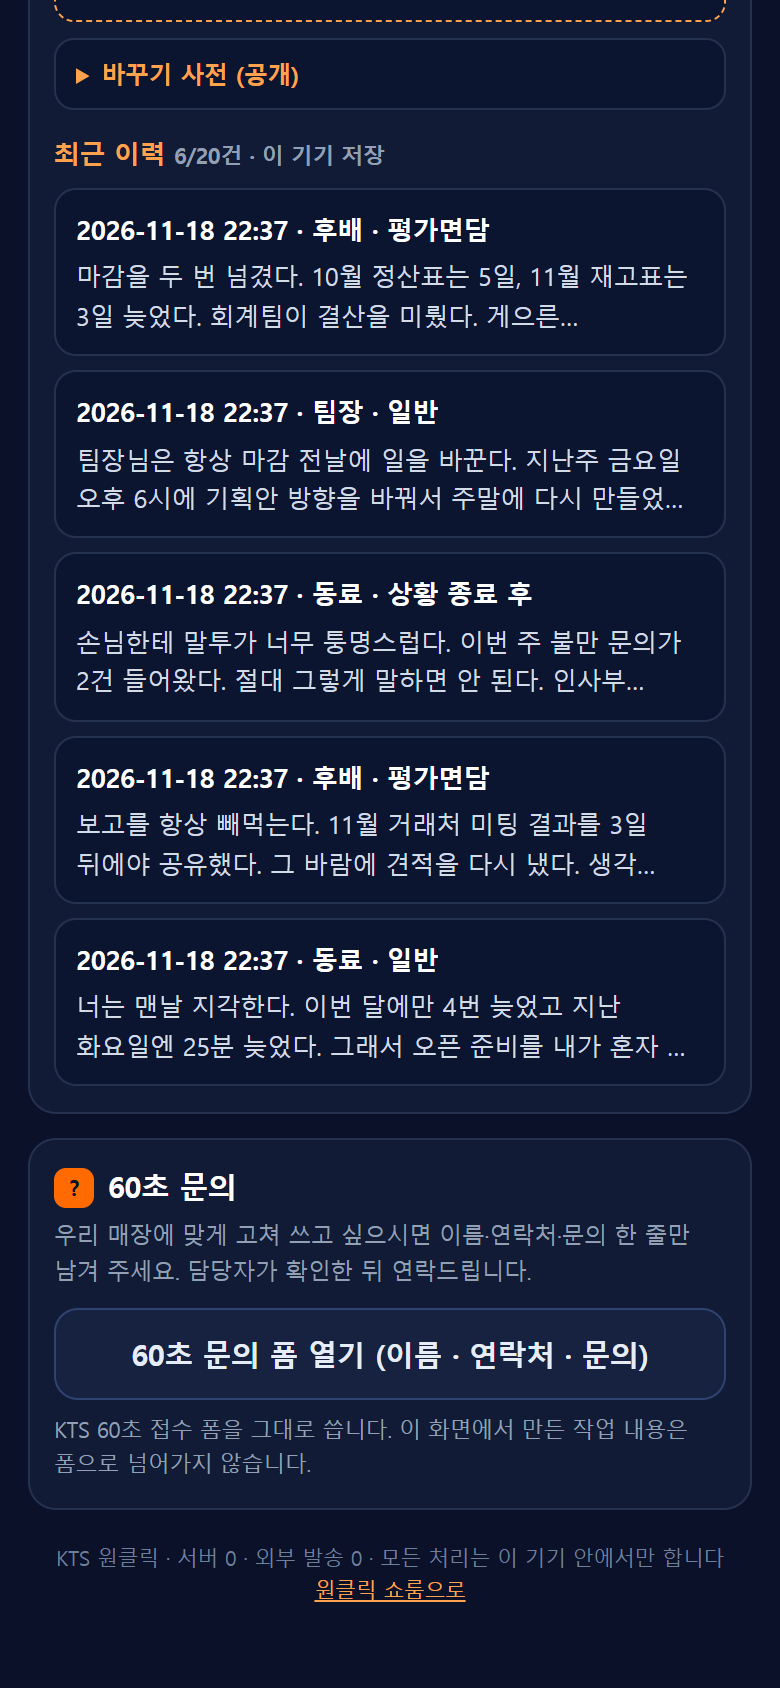 ▶ 바꾸기 사전 (공개)
최근 이력 6/20건 · 이 기기 저장
2026-11-18 22:37 · 후배 · 평가면담
마감을 두 번 넘겼다. 10월 정산표는 5일, 11월 재고표는
3일 늦었다. 회계팀이 결산을 미뤘다. 게으른...
2026-11-18 22:37 · 팀장 · 일반
팀장님은 항상 마감 전날에 일을 바꾼다. 지난주 금요일
오후 6시에 기획안 방향을 바꿔서 주말에 다시 만들었...
2026-11-18 22:37 · 동료 · 상황 종료 후
손님한테 말투가 너무 퉁명스럽다. 이번 주 불만 문의가
2건 들어왔다. 절대 그렇게 말하면 안 된다. 인사부...
2026-11-18 22:37 · 후배 · 평가면담
보고를 항상 빼먹는다. 11월 거래처 미팅 결과를 3일
뒤에야 공유했다. 그 바람에 견적을 다시 냈다. 생각...
2026-11-18 22:37 · 동료 · 일반
너는 맨날 지각한다. 이번 달에만 4번 늦었고 지난
화요일엔 25분 늦었다. 그래서 오픈 준비를 내가 혼자 ...
? 60초 문의
우리 매장에 맞게 고쳐 쓰고 싶으시면 이름·연락처·문의 한 줄만
남겨 주세요. 담당자가 확인한 뒤 연락드립니다.
60초 문의 폼 열기 (이름 · 연락처 · 문의)
KTS 60초 접수 폼을 그대로 씁니다. 이 화면에서 만든 작업 내용은
폼으로 넘어가지 않습니다.
KTS 원클릭 · 서버 0 · 외부 발송 0 · 모든 처리는 이 기기 안에서만 합니다
원클릭 쇼룸으로